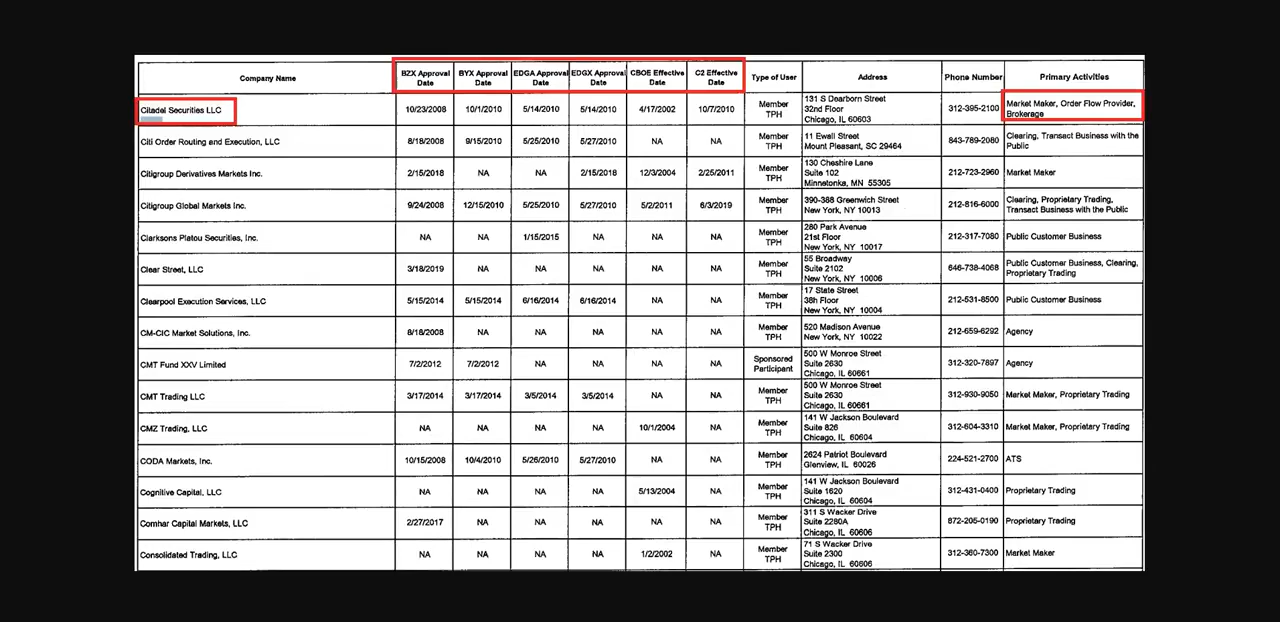 Company Name BZX Approval Date BYX Approval Date EDGA Approval Date EDGX Approval Date CBOE Effective Date C2 Effective Date Type of User Address Phone Number Primary Activities
Citadel Securities LLC 10/23/2008 10/1/2010 5/14/2010 5/14/2010 4/17/2002 10/7/2010 Member TPH 131 S Dearborn Street 32nd Floor Chicago, IL 60603 312-395-2100 Market Maker, Order Flow Provider, Brokerage
Citi Order Routing and Execution, LLC 8/18/2008 9/15/2010 5/25/2010 5/27/2010 NA NA Member TPH 11 Ewall Street Mount Pleasant, SC 29464 843-789-2080 Clearing, Transact Business with the Public
Citigroup Derivatives Markets Inc. 2/15/2018 NA NA 2/15/2018 12/3/2004 2/25/2011 Member TPH 130 Cheshire Lane Suite 102 Minnetonka, MN 55305 212-723-2960 Market Maker
Citigroup Global Markets Inc. 9/24/2008 12/15/2010 5/25/2010 5/27/2010 5/2/2011 6/3/2019 Member TPH 390-388 Greenwich Street New York, NY 10013 212-816-6000 Clearing, Proprietary Trading, Transact Business with the Public
Clarksons Platou Securities, Inc. NA NA 1/15/2015 NA NA NA Member TPH 280 Park Avenue 21st Floor New York, NY 10017 212-317-7080 Public Customer Business
Clear Street, LLC 3/18/2019 NA NA NA NA NA Member TPH 55 Broadway Suite 2102 New York, NY 10006 646-738-4068 Public Customer Business, Clearing, Proprietary Trading
Clearpool Execution Services, LLC 5/15/2014 5/15/2014 6/16/2014 6/16/2014 NA NA Member TPH 17 State Street 38h Floor New York, NY 10004 212-531-8500 Public Customer Business
CM-CIC Market Solutions, Inc. 8/18/2008 NA NA NA NA NA Member TPH 520 Madison Avenue New York, NY 10022 212-659-6292 Agency
CMT Fund XXV Limited 7/2/2012 7/2/2012 NA NA NA NA Sponsored Participant 500 W Monroe Street Suite 2630 Chicago, IL 60661 312-320-7897 Agency
CMT Trading LLC 3/17/2014 3/17/2014 3/5/2014 3/5/2014 NA NA Member TPH 500 W Monroe Street Suite 2630 Chicago, IL 60661 312-930-9050 Market Maker, Proprietary Trading
CMZ Trading, LLC NA NA NA NA 10/1/2004 NA Member TPH 141 W Jackson Boulevard Suite 826 Chicago, IL 60604 312-604-3310 Market Maker, Proprietary Trading
CODA Markets, Inc. 10/15/2008 10/4/2010 5/26/2010 5/27/2010 NA NA Member TPH 2624 Patriot Boulevard Glenview, IL 60026 224-521-2700 ATS
Cognitive Capital, LLC NA NA NA NA 5/13/2004 NA Member TPH 141 W Jackson Boulevard Suite 1620 Chicago, IL 60604 312-431-0400 Proprietary Trading
Comhar Capital Markets, LLC 2/27/2017 NA NA NA NA NA Member TPH 311 S Wacker Drive Suite 2280A Chicago, IL 60606 872-205-0190 Proprietary Trading
Consolidated Trading, LLC NA NA NA NA 1/2/2002 NA Member TPH 71 S Wacker Drive Suite 2300 Chicago, IL 60606 312-360-7300 Market Maker